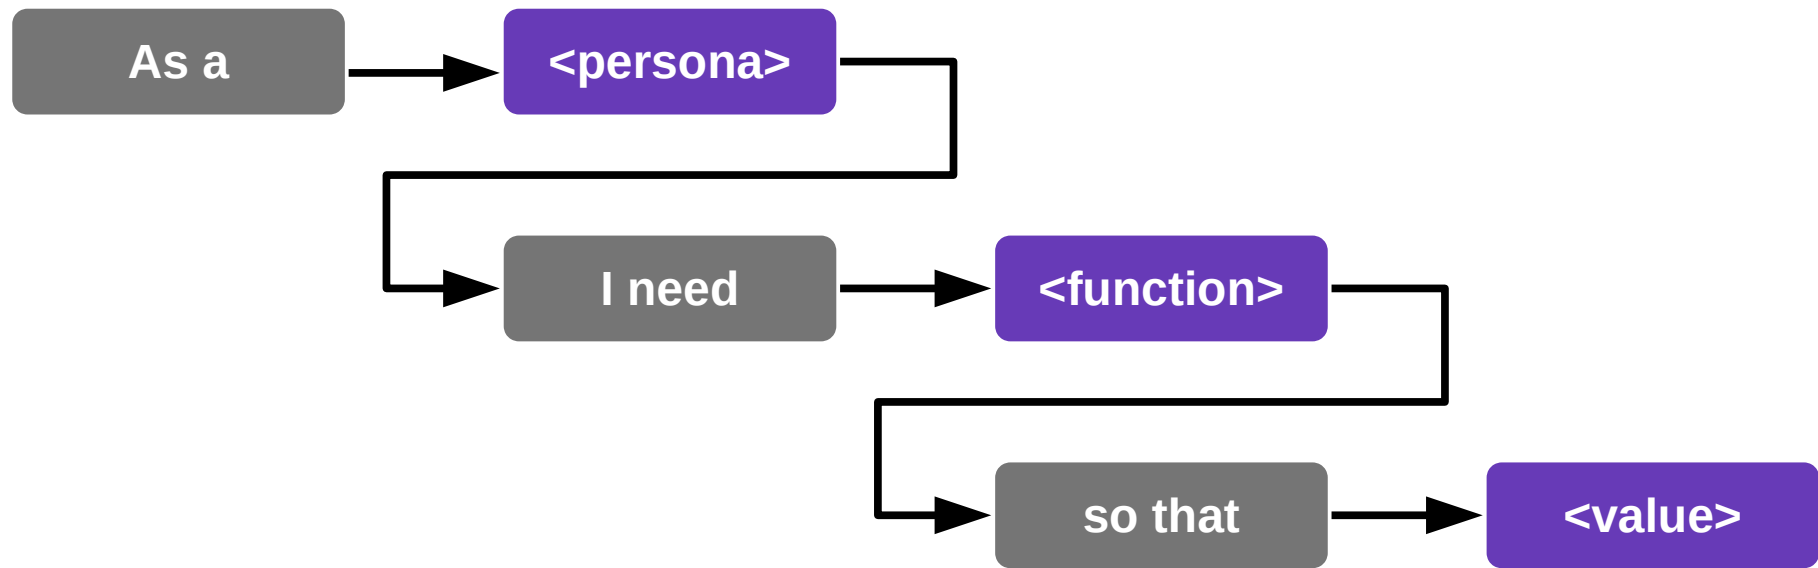 As a <persona>
I need <function>
so that <value>